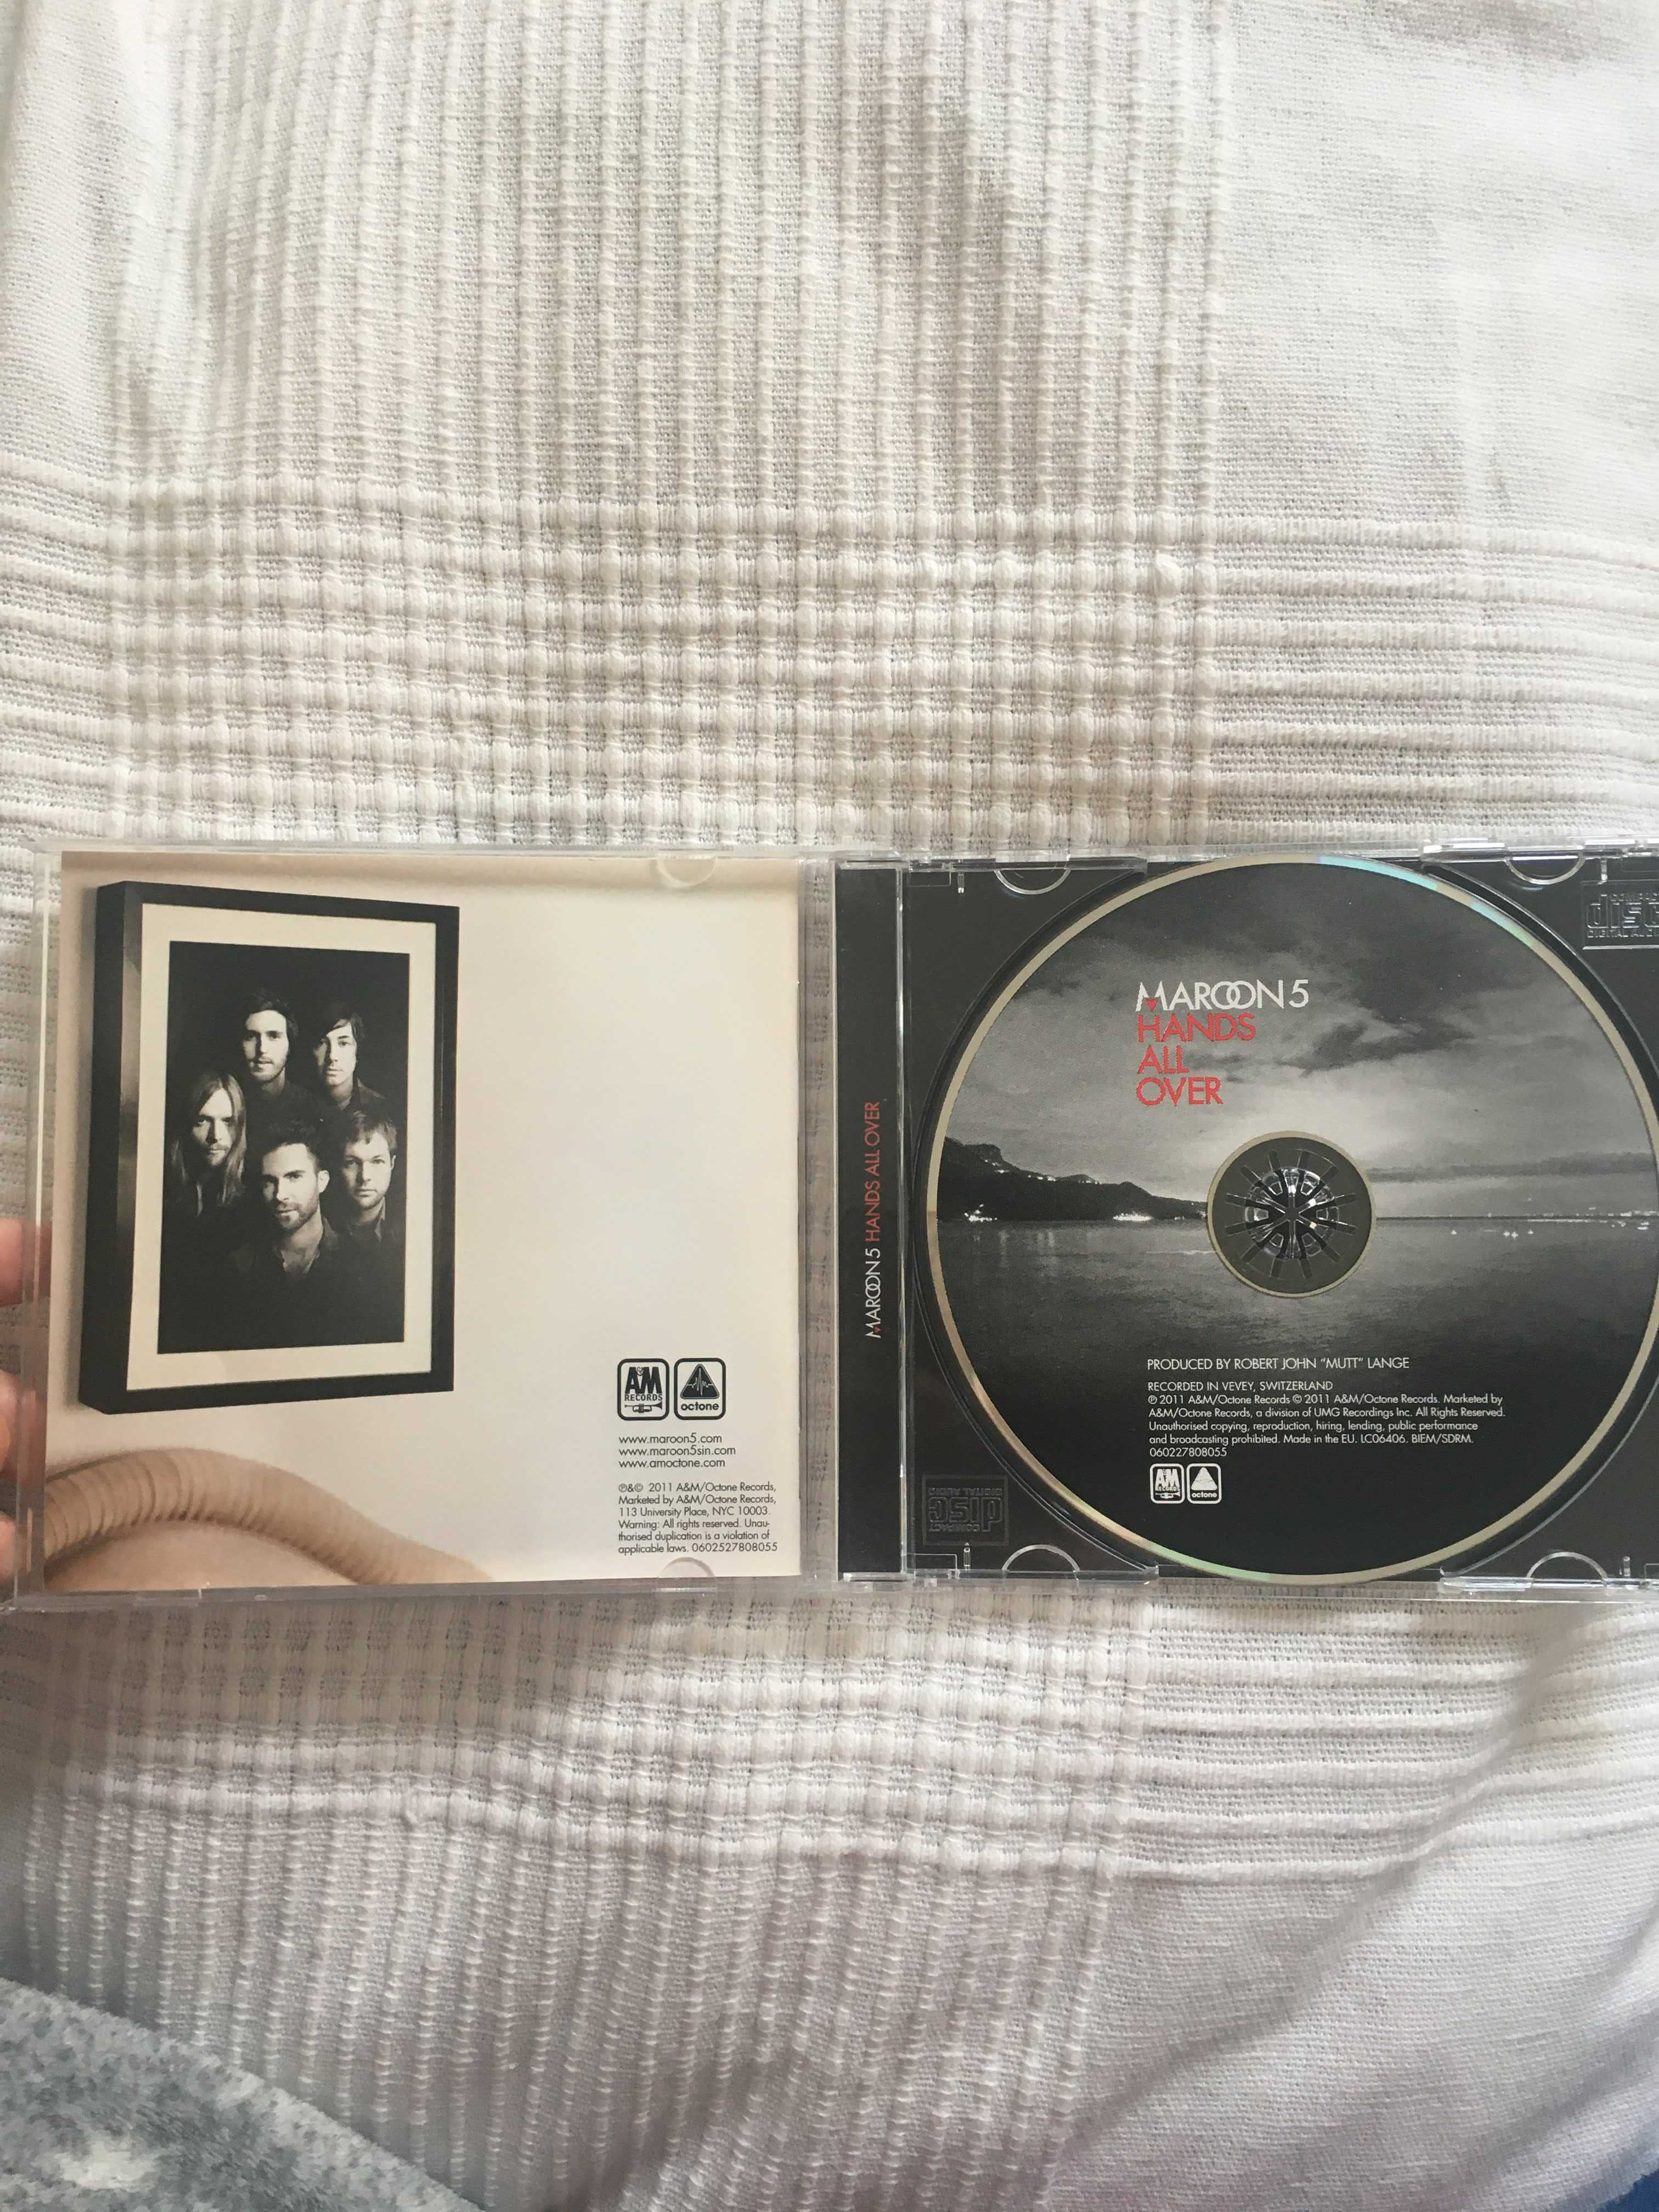 A&M
RECORDS
octone
www.maroon5.com
www.maroon5sin.com
www.amoctone.com
℗&© 2011 A&M/Octone Records,
Marketed by A&M/Octone Records,
113 University Place, NYC 10003.
Warning: All rights reserved. Unau-
thorised duplication is a violation of
applicable laws. 0602527808055
MAROON5 HANDS ALL OVER
MAROON5
HANDS
ALL
OVER
PRODUCED BY ROBERT JOHN “MUTT” LANGE
RECORDED IN VEVEY, SWITZERLAND
℗ 2011 A&M/Octone Records © 2011 A&M/Octone Records. Marketed by
A&M/Octone Records, a division of UMG Recordings Inc. All Rights Reserved.
Unauthorised copying, reproduction, hiring, lending, public performance
and broadcasting prohibited. Made in the EU. LC06406. BIEM/SDRM.
060227808055
A&M
RECORDS
octone
COMPACT
disc
DIGITAL AUDIO